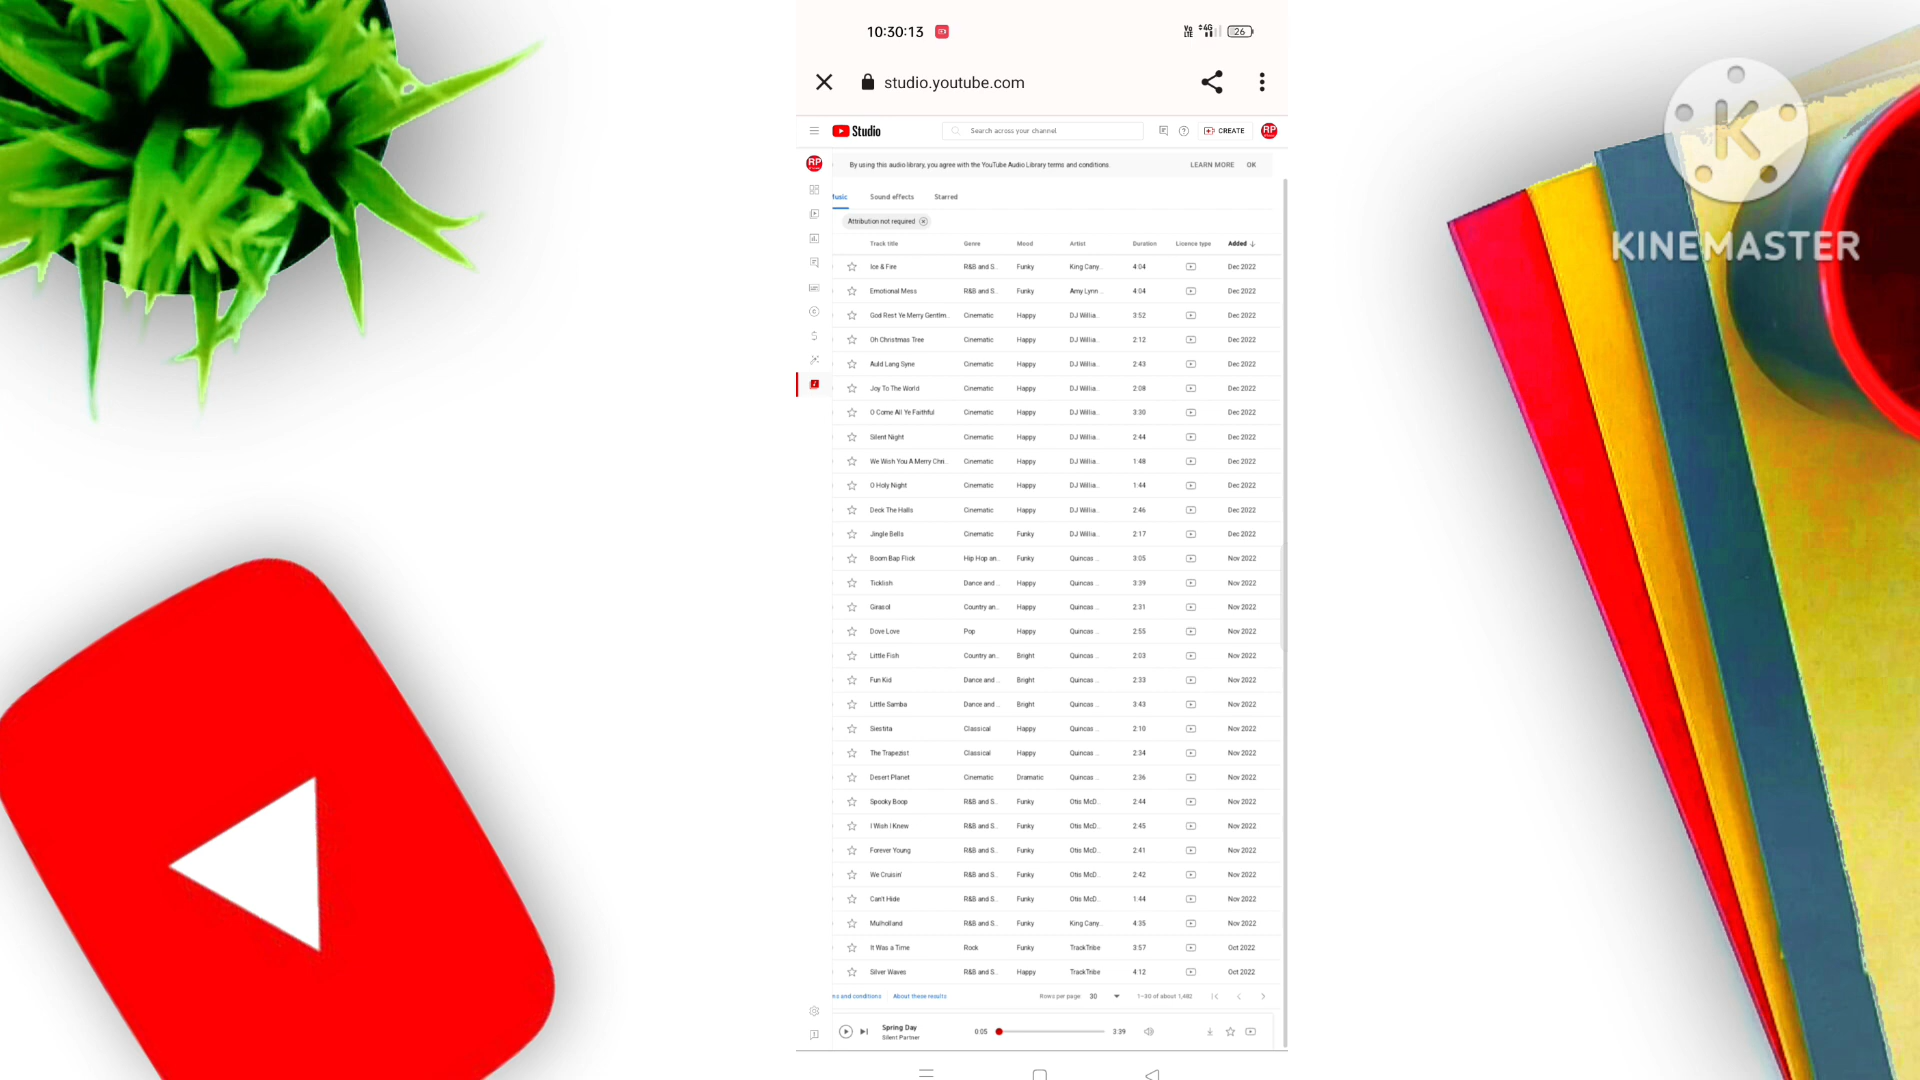 10:30:13 Vo LTE 4G 26
studio.youtube.com
Studio Search across your channel CREATE RP
RP By using this audio library, you agree with the YouTube Audio Library terms and conditions LEARN MORE OK
Sound effects Starred
Attribution not required
Track title Genre Mood Artist Duration Licence type Added ↓
Ice & Fire R&B and S.. Funky King Cany.. 4:04 Dec 2022
Emotional Mess R&B and S.. Funky Amy Lynn ... 4:04 Dec 2022
God Rest Ye Merry Gentlm.. Cinematic Happy DJ Willia.. 3:52 Dec 2022
Oh Christmas Tree Cinematic Happy DJ Willia.. 2:12 Dec 2022
Auld Lang Syne Cinematic Happy DJ Willia.. 2:43 Dec 2022
Joy To The World Cinematic Happy DJ Willia.. 2:08 Dec 2022
O Come All Ye Faithful Cinematic Happy DJ Willia.. 3:30 Dec 2022
Silent Night Cinematic Happy DJ Willia.. 2:44 Dec 2022
We Wish You A Merry Chri.. Cinematic Happy DJ Willia.. 1:48 Dec 2022
O Holy Night Cinematic Happy DJ Willia.. 1:44 Dec 2022
Deck The Halls Cinematic Happy DJ Willia.. 2:46 Dec 2022
Jingle Bells Cinematic Funky DJ Willia.. 2:17 Dec 2022
Boom Bap Flick Hip Hop an.. Funky Quincas ... 3:05 Nov 2022
Ticklish Dance and ... Happy Quincas ... 3:39 Nov 2022
Girasol Country an.. Happy Quincas ... 2:31 Nov 2022
Dove Love Pop Happy Quincas ... 2:55 Nov 2022
Little Fish Country an.. Bright Quincas ... 2:03 Nov 2022
Fun Kid Dance and ... Bright Quincas ... 2:33 Nov 2022
Little Samba Dance and ... Bright Quincas ... 3:43 Nov 2022
Siestita Classical Happy Quincas ... 2:10 Nov 2022
The Trapezist Classical Happy Quincas ... 2:34 Nov 2022
Desert Planet Cinematic Dramatic Quincas ... 2:36 Nov 2022
Spooky Boop R&B and S.. Funky Otis McD.. 2:44 Nov 2022
I Wish I Knew R&B and S.. Funky Otis McD.. 2:45 Nov 2022
Forever Young R&B and S.. Funky Otis McD.. 2:41 Nov 2022
We Cruisin' R&B and S.. Funky Otis McD.. 2:42 Nov 2022
Can't Hide R&B and S.. Funky Otis McD.. 1:44 Nov 2022
Mulholland R&B and S.. Funky King Cany.. 4:35 Nov 2022
It Was a Time Rock Funky TrackTribe 3:57 Oct 2022
Silver Waves R&B and S.. Happy TrackTribe 4:12 Oct 2022
ms and conditions About these results Rows per page: 30 1–30 of about 1,482
Spring Day 0:05 3:39
Silent Partner
K
KINEMASTER